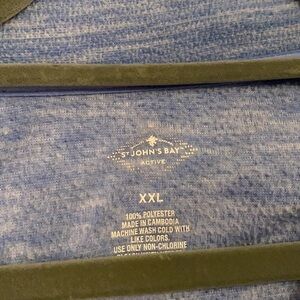 ST JOHN'S BAY
ACTIVE
XXL
100% POLYESTER
MADE IN CAMBODIA
MACHINE WASH COLD WITH
LIKE COLORS.
USE ONLY NON-CHLORINE